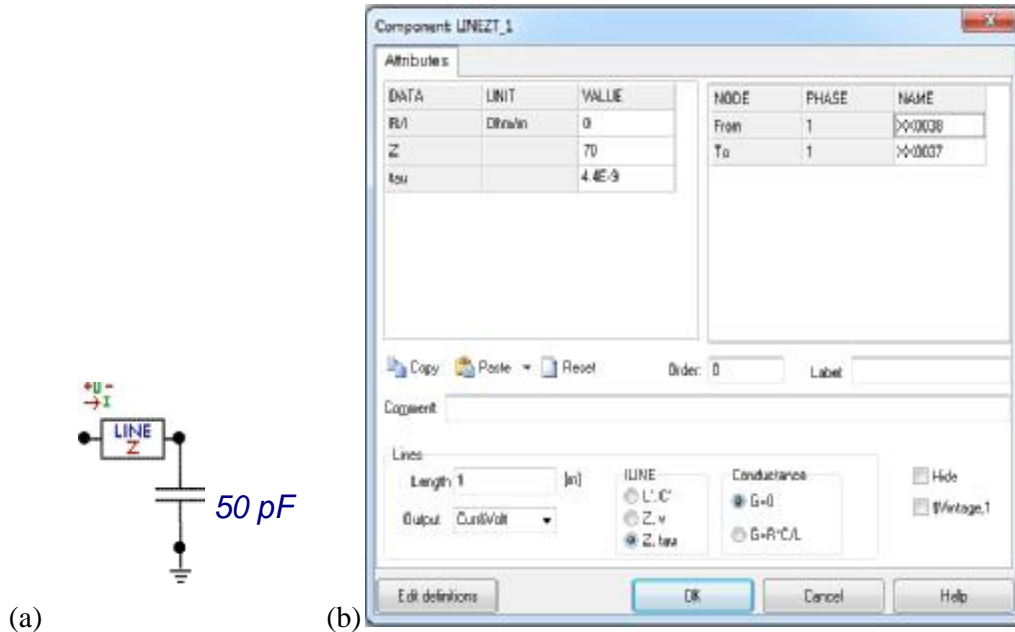 Component: LINEZT_1
Attributes
DATA UNIT VALUE
R/l Ohm/m 0
Z 70
tau 4.4E-9
NODE PHASE NAME
From 1 XX0038
To 1 XX0037
Copy Paste Reset Order: 0 Label:
Comment:
Lines
Length 1 [m]
Output Curr&Volt
ILINE
L', C'
Z, v
Z, tau
Conductance
G=0
G=R*C/L
Hide
$Vintage,1
Edit definitions OK Cancel Help
+U -
I
LINE
Z
50 pF
(a) (b)